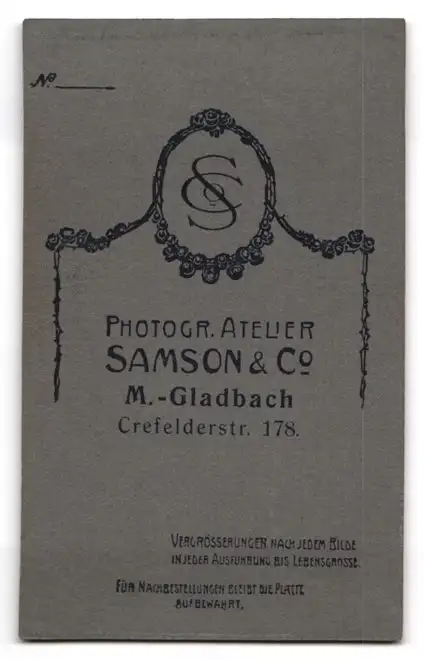 No
SCo
PHOTOGR. ATELIER
SAMSON & Co
M.-Gladbach
Crefelderstr. 178.
VERGRÖSSERUNGEN NACH JEDEM BILDE
IN JEDER AUSFÜHRUNG BIS LEBENSGRÖSSE.
FÜR NACHBESTELLUNGEN BLEIBT DIE PLATTE
AUFBEWAHRT.